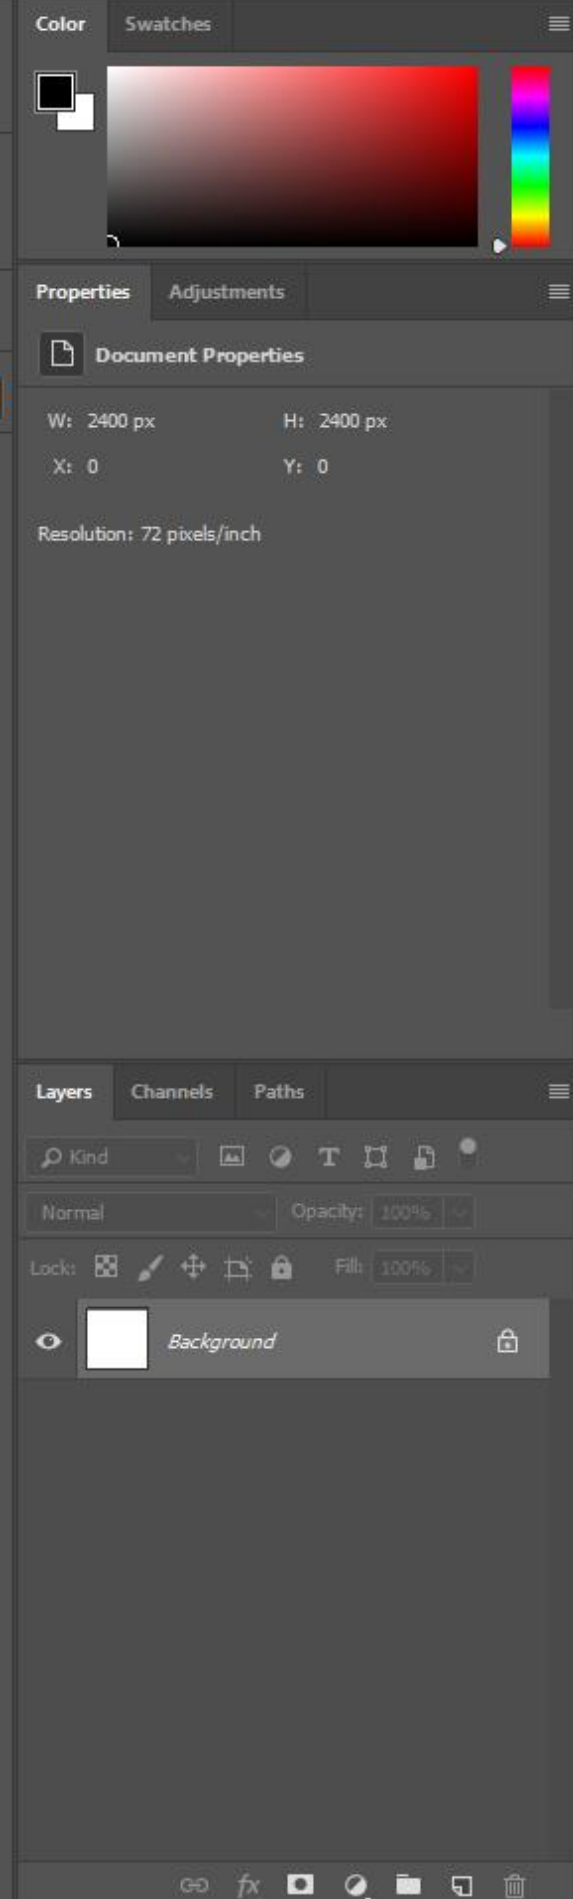 Color Swatches
Properties Adjustments
Document Properties
W: 2400 px H: 2400 px
X: 0 Y: 0
Resolution: 72 pixels/inch
Layers Channels Paths
Kind
Normal Opacity: 100%
Lock: Fill: 100%
Background
fx